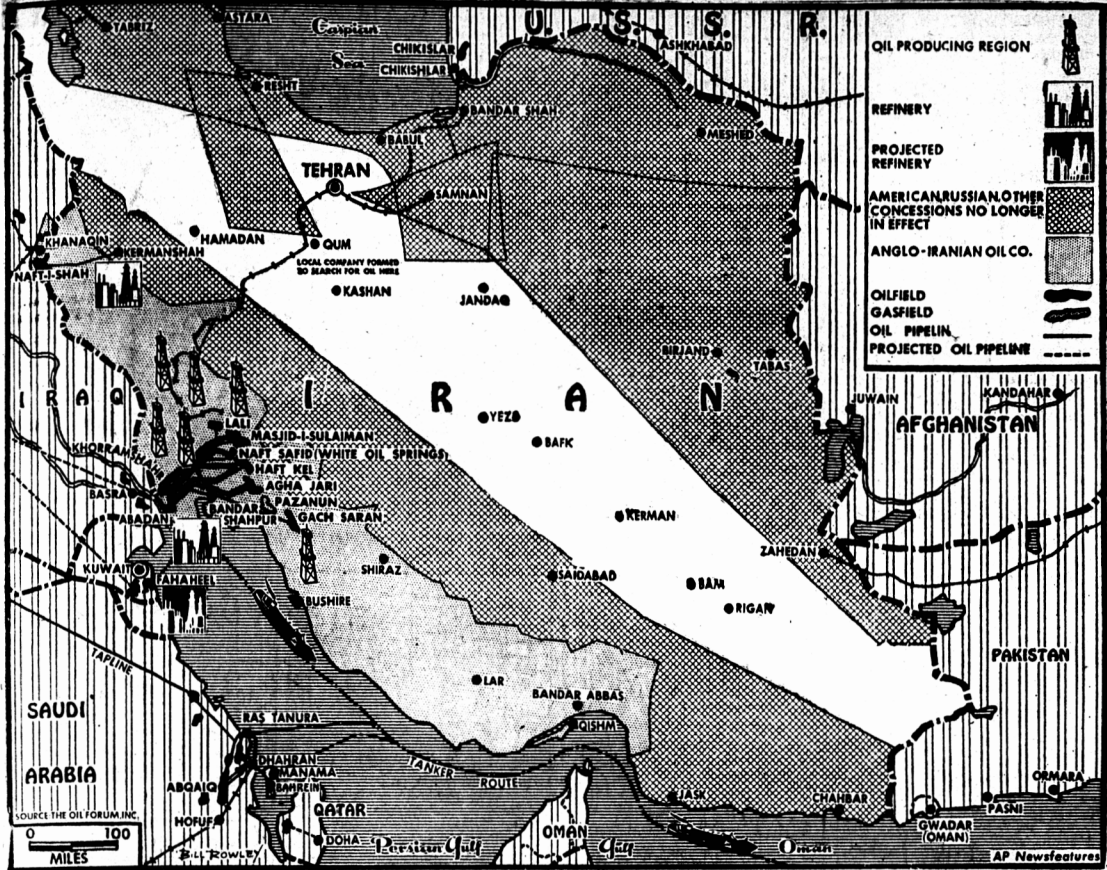 U. S. S. R.
TABRIZ
ASTARA
Caspian
Sea
CHIKISLAR
CHIKISHLAR
ASHKHABAD
RESHT
BANDAR SHAH
BABUL
MESHED
TEHRAN
SAMNAN
HAMADAN
QUM
LOCAL COMPANY FORMED
TO SEARCH FOR OIL HERE
KASHAN
JANDAQ
KHANAQIN
KERMANSHAH
NAFT-I-SHAH
BIRJAND
TABAS
IRAQ
I R A N
YEZD
BAFK
LALI
MASJID-I-SULAIMAN
NAFT SAFID (WHITE OIL SPRINGS)
HAFT KEL
AGHA JARI
PAZANUN
GACH SARAN
KHORRAMSHAHR
BASRA
ABADAN
BANDAR
SHAHPUR
KUWAIT
FAHAHEEL
BUSHIRE
SHIRAZ
SAIDABAD
KERMAN
BAM
RIGAN
ZAHEDAN
JUWAIN
KANDAHAR
AFGHANISTAN
PAKISTAN
LAR
BANDAR ABBAS
QISHM
TAPLINE
SAUDI
ARABIA
RAS TANURA
DHAHRAN
MANAMA
BAHREIN
ABQAIQ
HOFUF
QATAR
DOHA
TANKER ROUTE
OMAN
Persian Gulf
Gulf Oman
JASK
CHAHBAR
GWADAR
(OMAN)
PASNI
ORMARA
SOURCE-THE OIL FORUM, INC.
0 100
MILES
BILL ROWLEY
AP Newsfeatures
OIL PRODUCING REGION
REFINERY
PROJECTED
REFINERY
AMERICAN, RUSSIAN, OTHER
CONCESSIONS NO LONGER
IN EFFECT
ANGLO-IRANIAN OIL CO.
OILFIELD
GASFIELD
OIL PIPELIN
PROJECTED OIL PIPELINE